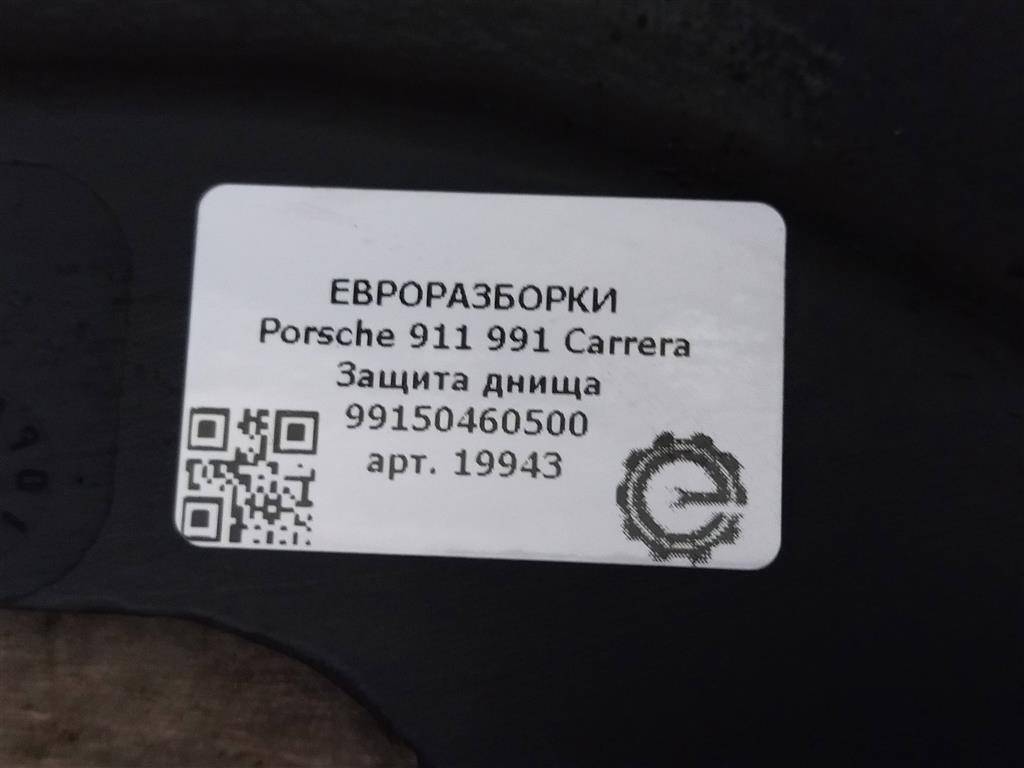 ЕВРОРАЗБОРКИ
Porsche 911 991 Carrera
Защита днища
99150460500
арт. 19943